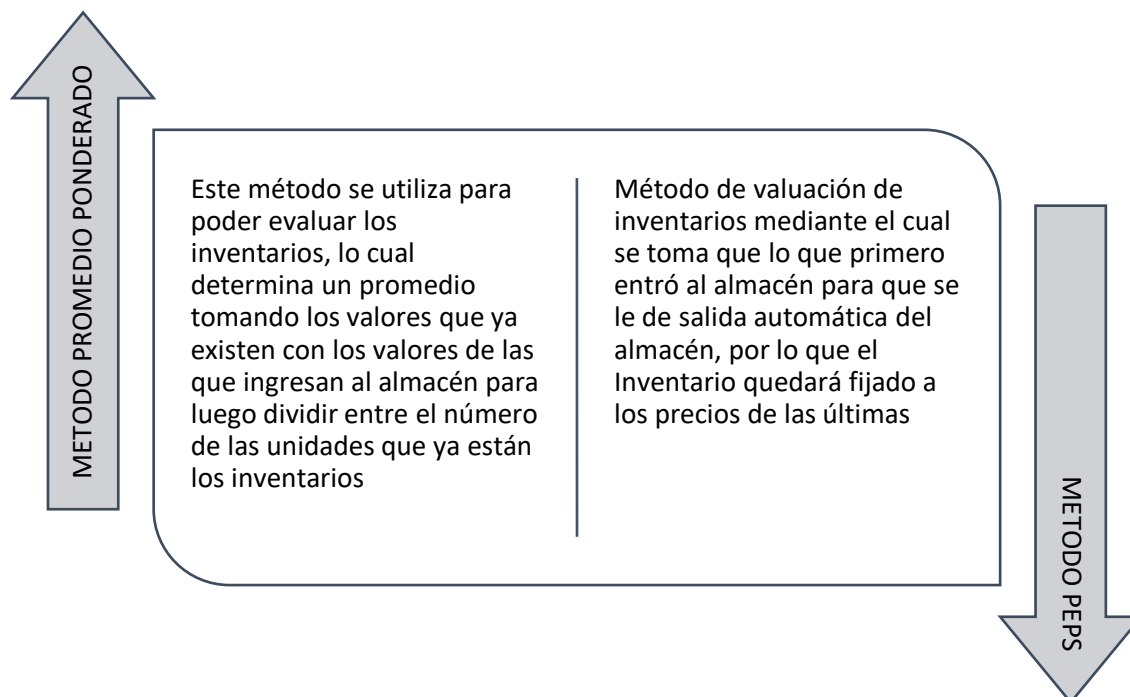 METODO PROMEDIO PONDERADO
Este método se utiliza para
poder evaluar los
inventarios, lo cual
determina un promedio
tomando los valores que ya
existen con los valores de las
que ingresan al almacén para
luego dividir entre el número
de las unidades que ya están
los inventarios
Método de valuación de
inventarios mediante el cual
se toma que lo que primero
entró al almacén para que se
le de salida automática del
almacén, por lo que el
Inventario quedará fijado a
los precios de las últimas
METODO PEPS